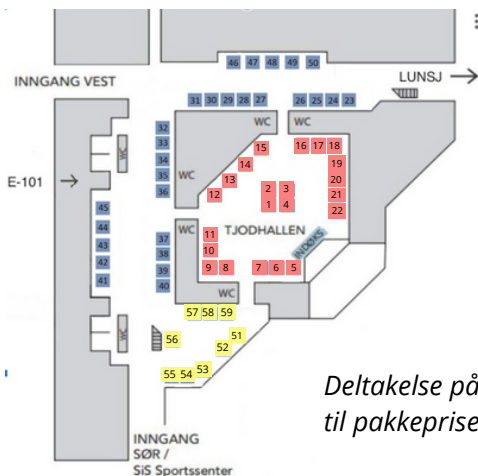 46 47 48 49 50
INNGANG VEST
LUNSJ
31 30 29 28 27
26 25 24 23
WC
WC
32
33
34
35
36
15
14
13
12
16 17 18
19
20
21
22
WC
E-101
2 3
1 4
45
44
43
42
41
37
38
39
40
WC
11
10
9 8
TJODHALLEN
INDØKS
7 6 5
WC
57 58 59
WC
56
51
52
53
55 54
Deltakelse på
til pakkeprise
INNGANG
SØR /
SiS Sportssenter